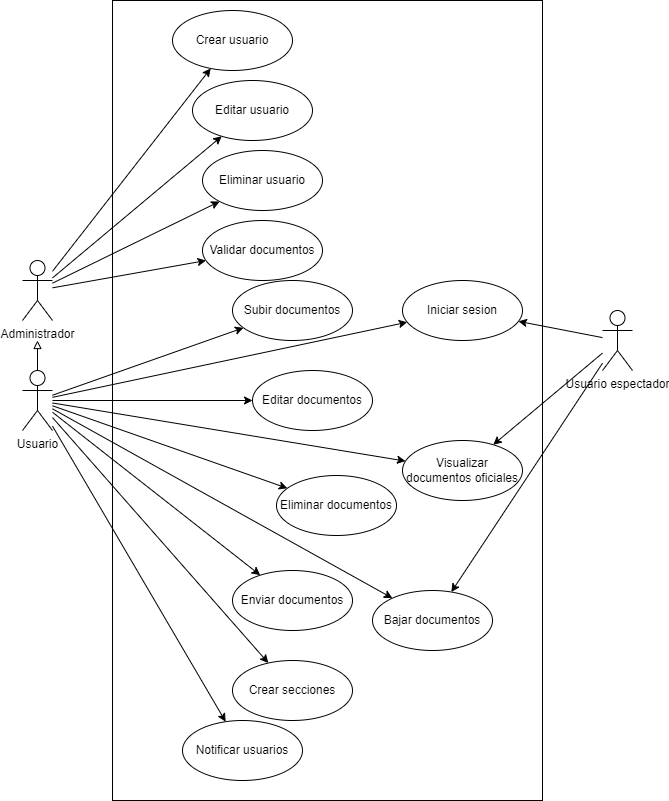 Crear usuario
Editar usuario
Eliminar usuario
Validar documentos
Administrador
Subir documentos
Iniciar sesion
Usuario espectador
Usuario
Editar documentos
Visualizar
documentos oficiales
Eliminar documentos
Enviar documentos
Bajar documentos
Crear secciones
Notificar usuarios